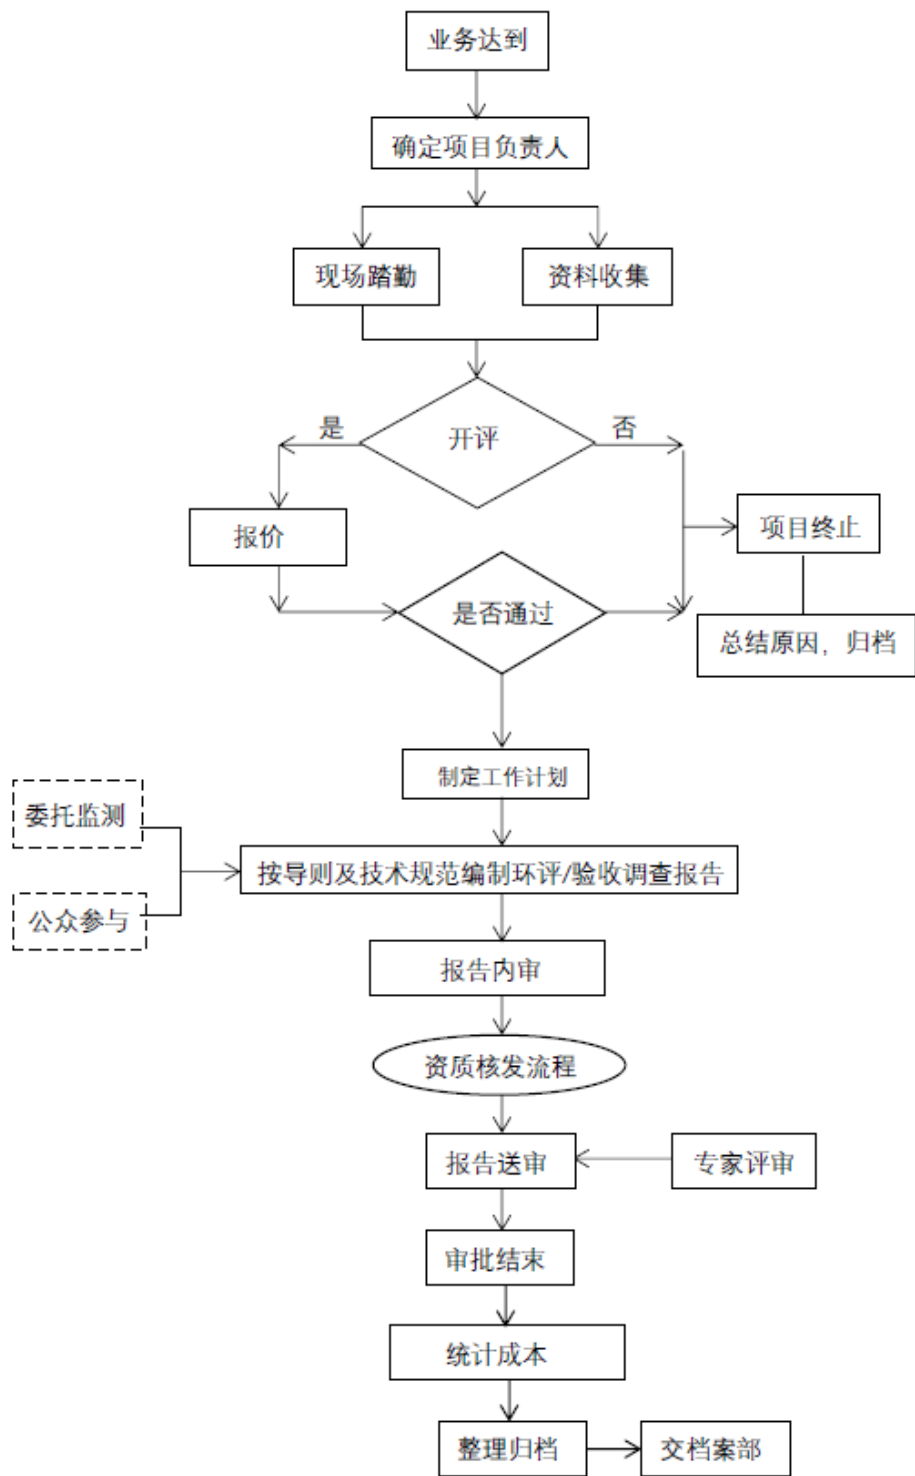 业务达到
确定项目负责人
现场踏勤
资料收集
是
开评
否
报价
项目终止
是否通过
总结原因，归档
制定工作计划
委托监测
按导则及技术规范编制环评/验收调查报告
公众参与
报告内审
资质核发流程
报告送审
专家评审
审批结束
统计成本
整理归档
交档案部